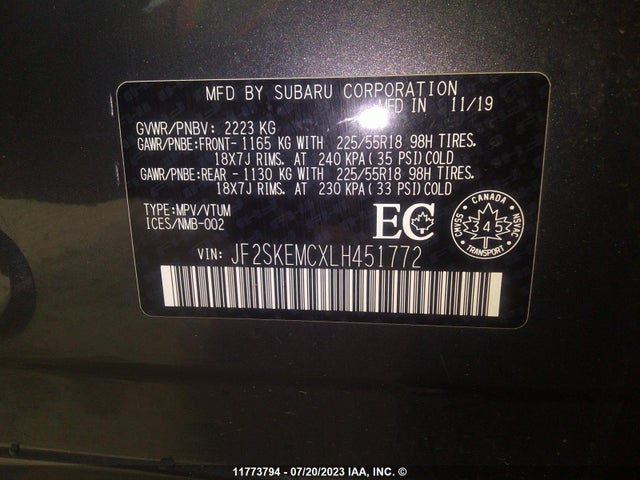 MFD BY SUBARU CORPORATION
MFD IN 11/19
GVWR/PNBV: 2223 KG
GAWR/PNBE:FRONT- 1165 KG WITH 225/55R18 98H TIRES.
18X7J RIMS. AT 240 KPA(35 PSI)COLD
GAWR/PNBE:REAR - 1130 KG WITH 225/55R18 98H TIRES.
18X7J RIMS. AT 230 KPA(33 PSI)COLD
TYPE:MPV/VTUM
ICES/NMB-002
EC
CANADA
CMVSS
345
NSVAC
TRANSPORT
VIN: JF2SKEMCXLH451772
11773794 - 07/20/2023 IAA, INC. ©